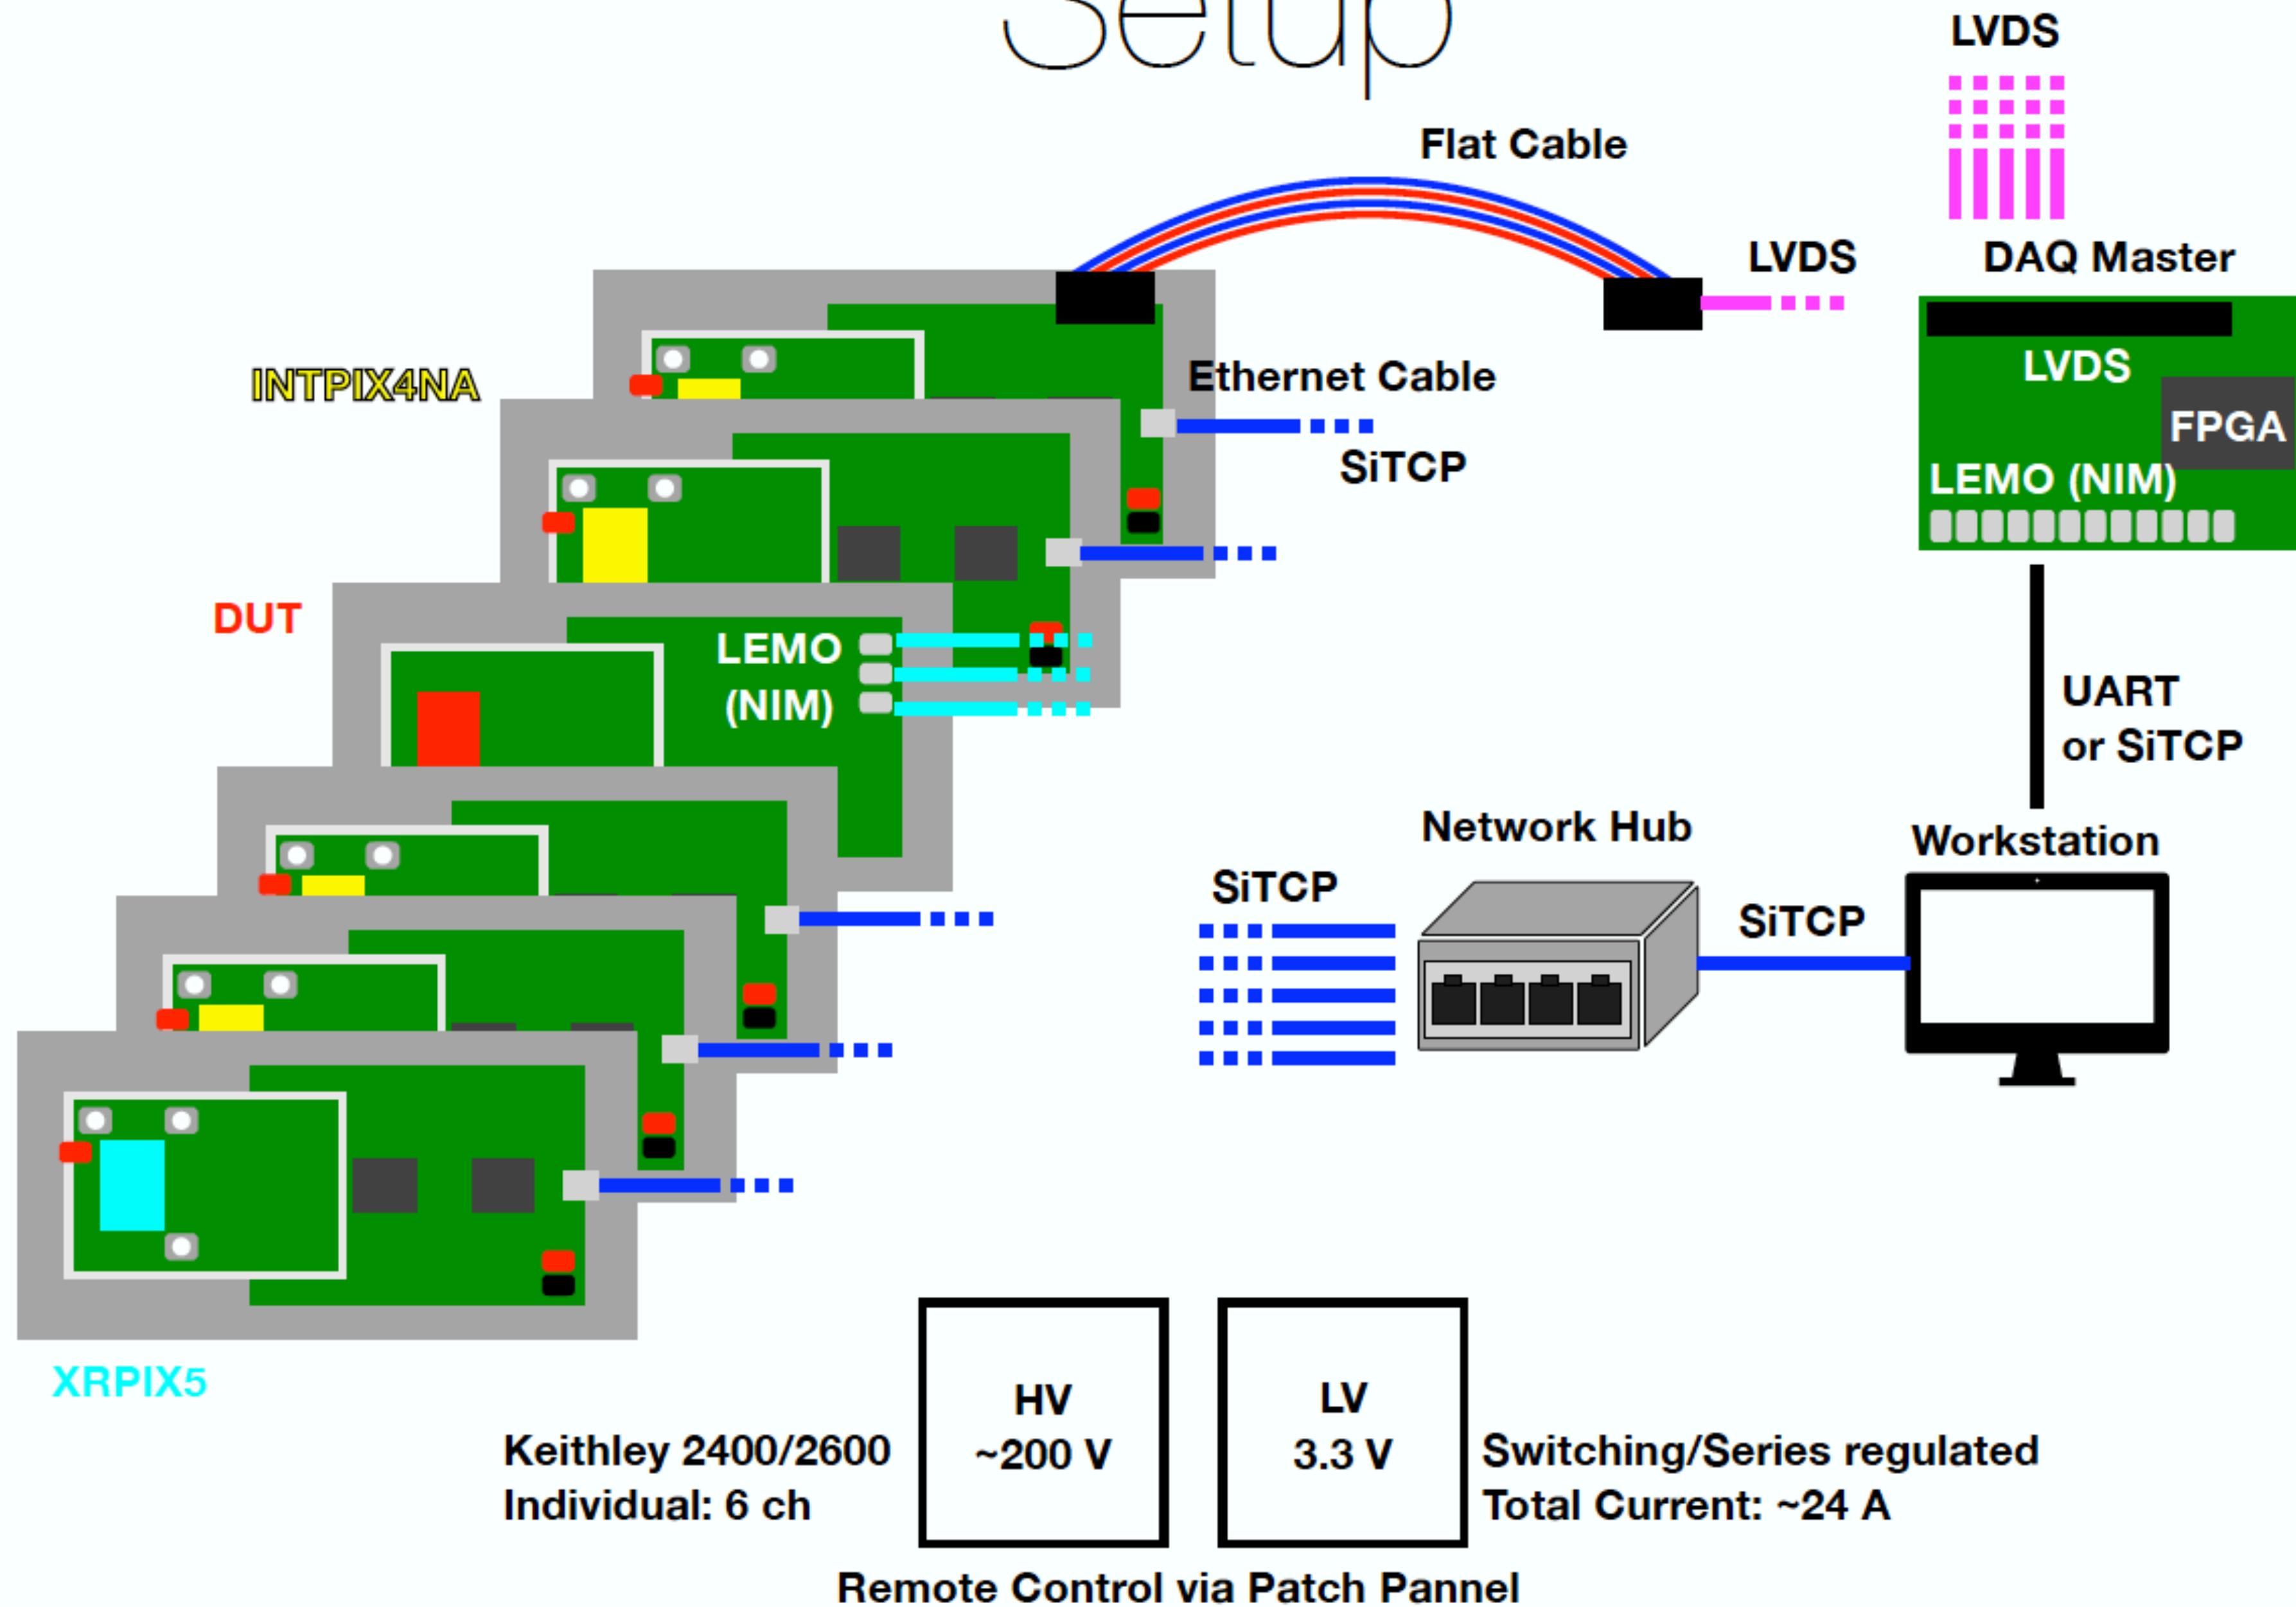 Setup
LVDS
Flat Cable
LVDS
DAQ Master
LVDS
FPGA
LEMO (NIM)
INTPIX4NA
Ethernet Cable
SiTCP
DUT
LEMO
(NIM)
UART
or SiTCP
Network Hub
Workstation
SiTCP
SiTCP
XRPIX5
HV
~200 V
LV
3.3 V
Keithley 2400/2600
Individual: 6 ch
Switching/Series regulated
Total Current: ~24 A
Remote Control via Patch Pannel